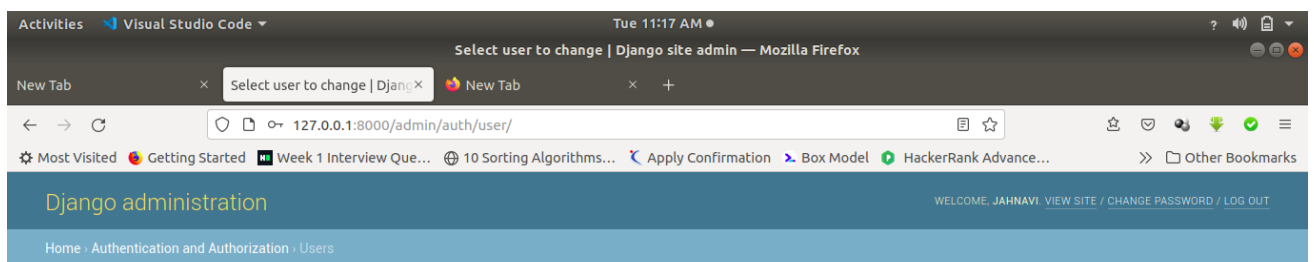 Activities Visual Studio Code Tue 11:17 AM
Select user to change | Django site admin — Mozilla Firefox
New Tab Select user to change | Djang New Tab
127.0.0.1:8000/admin/auth/user/
Most Visited Getting Started Week 1 Interview Que... 10 Sorting Algorithms... Apply Confirmation Box Model HackerRank Advance... Other Bookmarks
Django administration WELCOME, JAHNAVI. VIEW SITE / CHANGE PASSWORD / LOG OUT
Home › Authentication and Authorization › Users